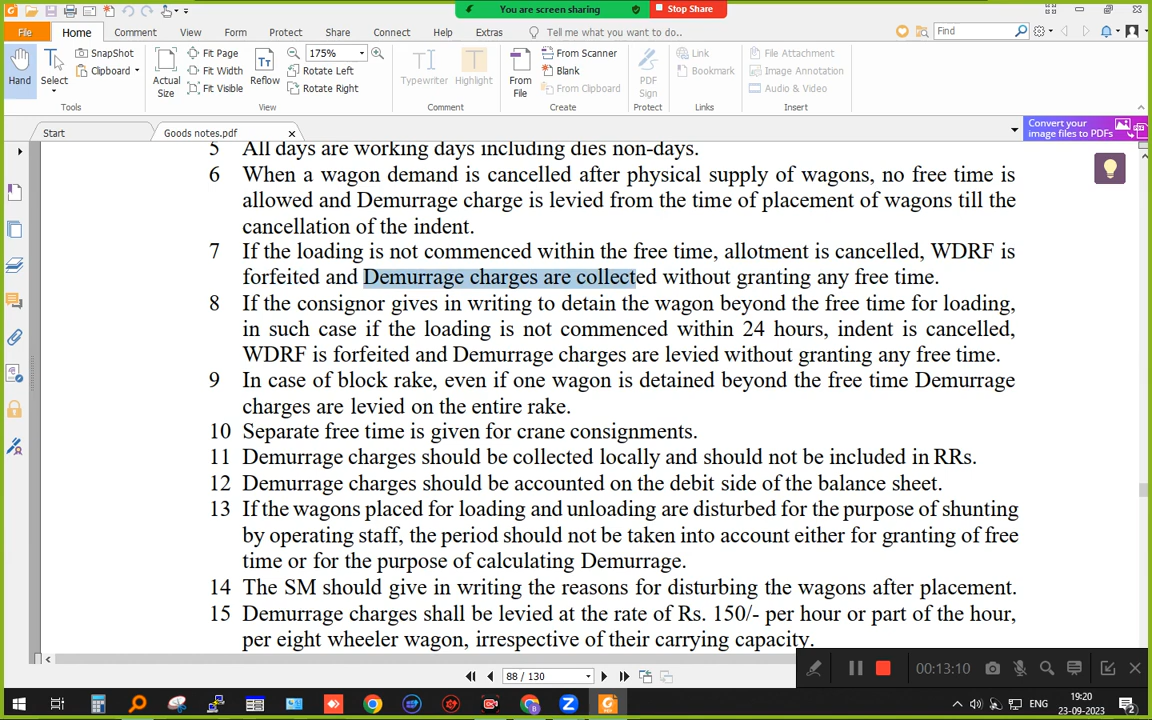 You are screen sharing
Stop Share
File Home Comment View Form Protect Share Connect Help Extras Tell me what you want to do.. Find
Hand
Select
SnapShot
Clipboard
Tools
Actual Size
Fit Page
Fit Width
Fit Visible
Reflow
175%
Rotate Left
Rotate Right
View
Typewriter
Highlight
Comment
From File
From Scanner
Blank
From Clipboard
Create
PDF Sign
Protect
Link
Bookmark
Links
File Attachment
Image Annotation
Audio & Video
Insert
Start
Goods notes.pdf
Convert your
image files to PDFs
5 All days are working days including dies non-days.
6 When a wagon demand is cancelled after physical supply of wagons, no free time is
allowed and Demurrage charge is levied from the time of placement of wagons till the
cancellation of the indent.
7 If the loading is not commenced within the free time, allotment is cancelled, WDRF is
forfeited and Demurrage charges are collected without granting any free time.
8 If the consignor gives in writing to detain the wagon beyond the free time for loading,
in such case if the loading is not commenced within 24 hours, indent is cancelled,
WDRF is forfeited and Demurrage charges are levied without granting any free time.
9 In case of block rake, even if one wagon is detained beyond the free time Demurrage
charges are levied on the entire rake.
10 Separate free time is given for crane consignments.
11 Demurrage charges should be collected locally and should not be included in RRs.
12 Demurrage charges should be accounted on the debit side of the balance sheet.
13 If the wagons placed for loading and unloading are disturbed for the purpose of shunting
by operating staff, the period should not be taken into account either for granting of free
time or for the purpose of calculating Demurrage.
14 The SM should give in writing the reasons for disturbing the wagons after placement.
15 Demurrage charges shall be levied at the rate of Rs. 150/- per hour or part of the hour,
per eight wheeler wagon, irrespective of their carrying capacity.
88 / 130
00:13:10
ENG
19:20
23-09-2023